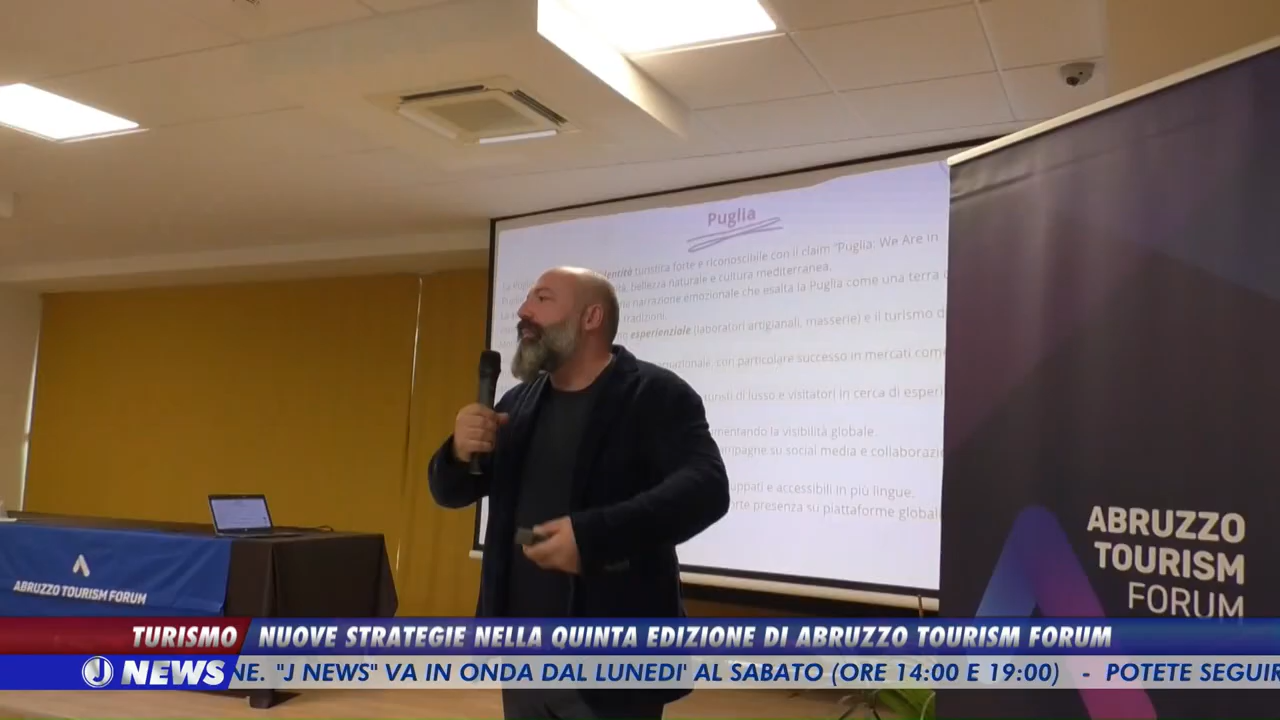 Puglia
identità turistica forte e riconoscibile con il claim "Puglia: We Are in
bellezza naturale e cultura mediterranea.
narrazione emozionale che esalta la Puglia come una terra
tradizioni.
esperienziale (laboratori artigianali, masserie) e il turismo d
con particolare successo in mercati come
turisti di lusso e visitatori in cerca di esperi
mentando la visibilità globale.
mpagne su social media e collaborazi
uppati e accessibili in più lingue.
orte presenza su piattaforme globali
ABRUZZO
TOURISM
FORUM
ABRUZZO TOURISM FORUM
TURISMO NUOVE STRATEGIE NELLA QUINTA EDIZIONE DI ABRUZZO TOURISM FORUM
J NEWS NE. "J NEWS" VA IN ONDA DAL LUNEDI' AL SABATO (ORE 14:00 E 19:00) - POTETE SEGUIR